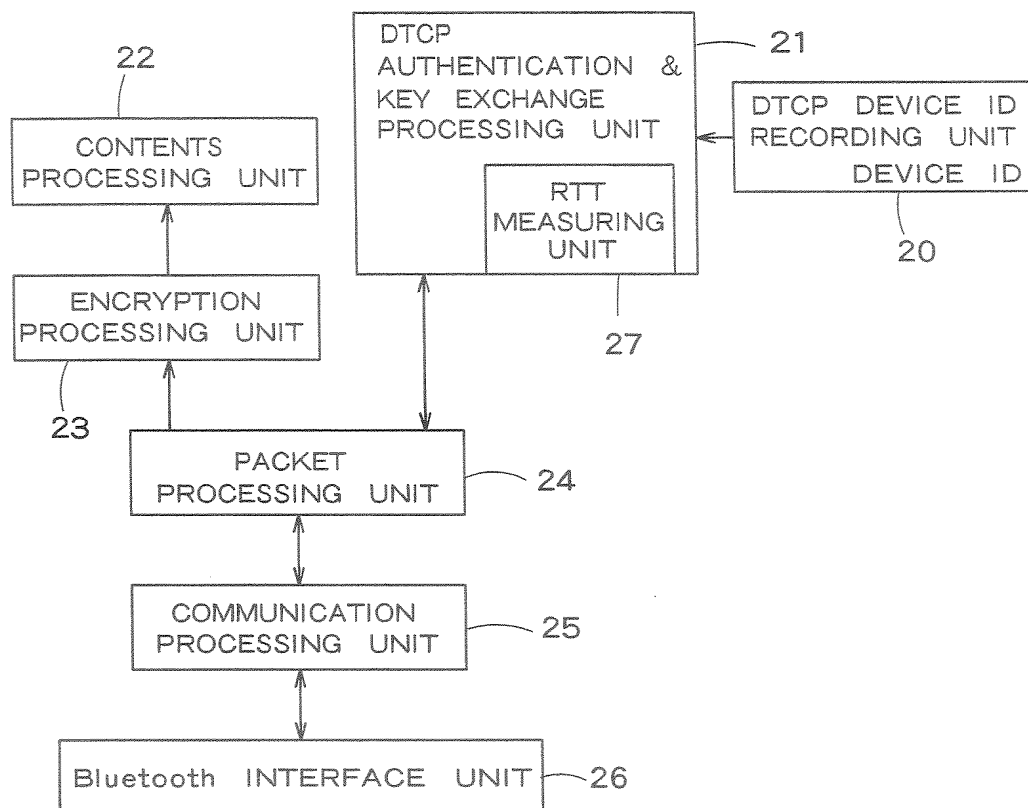 22
CONTENTS
PROCESSING UNIT
DTCP
AUTHENTICATION &
KEY EXCHANGE
PROCESSING UNIT
21
DTCP DEVICE ID
RECORDING UNIT
DEVICE ID
20
RTT
MEASURING
UNIT
27
ENCRYPTION
PROCESSING UNIT
23
PACKET
PROCESSING UNIT
24
COMMUNICATION
PROCESSING UNIT
25
Bluetooth INTERFACE UNIT
26